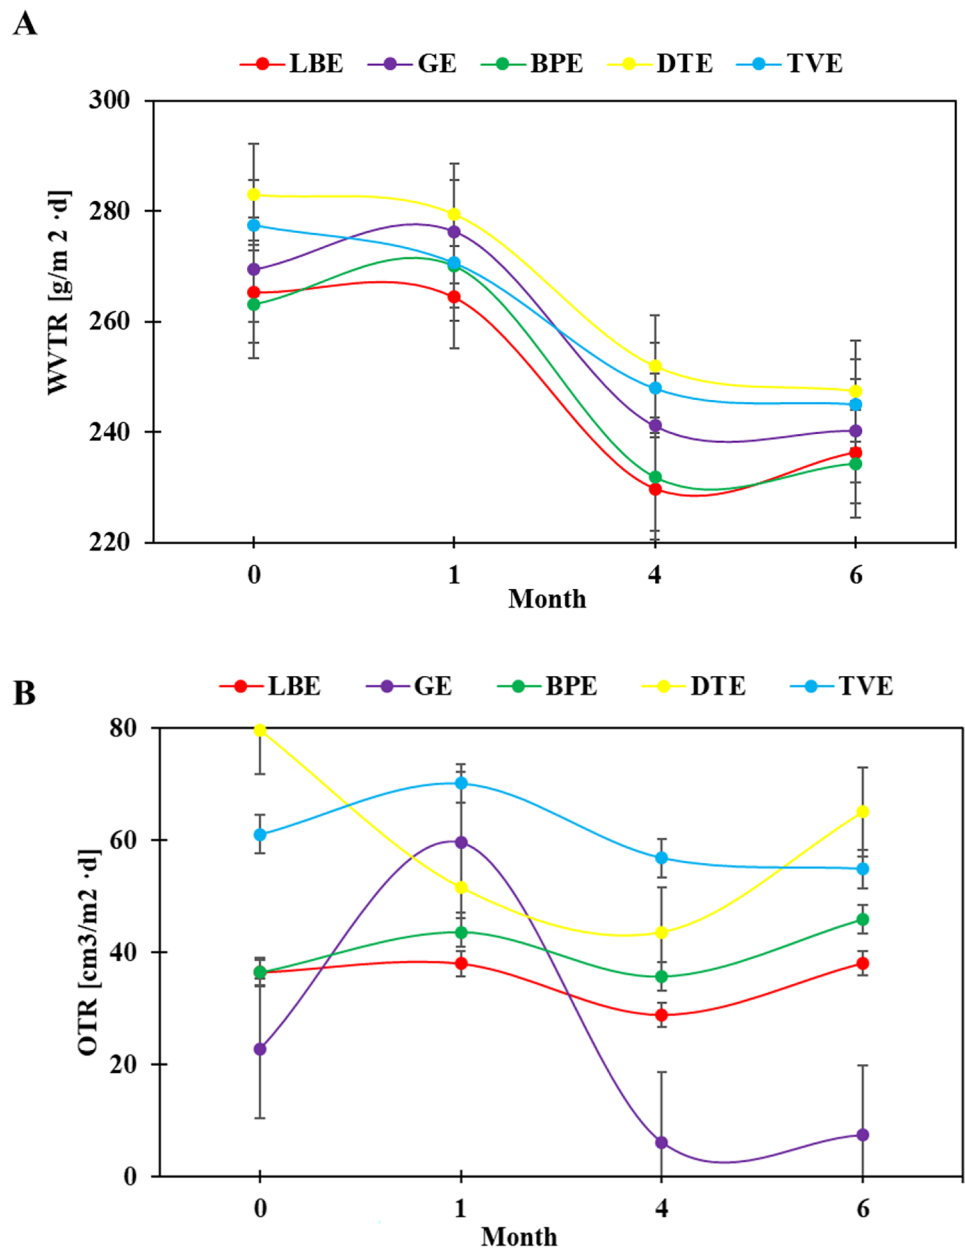 A
LBE GE BPE DTE TVE
300
280
260
240
220
WVTR [g/m 2 ·d]
0 1 4 6
Month
B
LBE GE BPE DTE TVE
80
60
40
20
0
OTR [cm3/m2 ·d]
0 1 4 6
Month